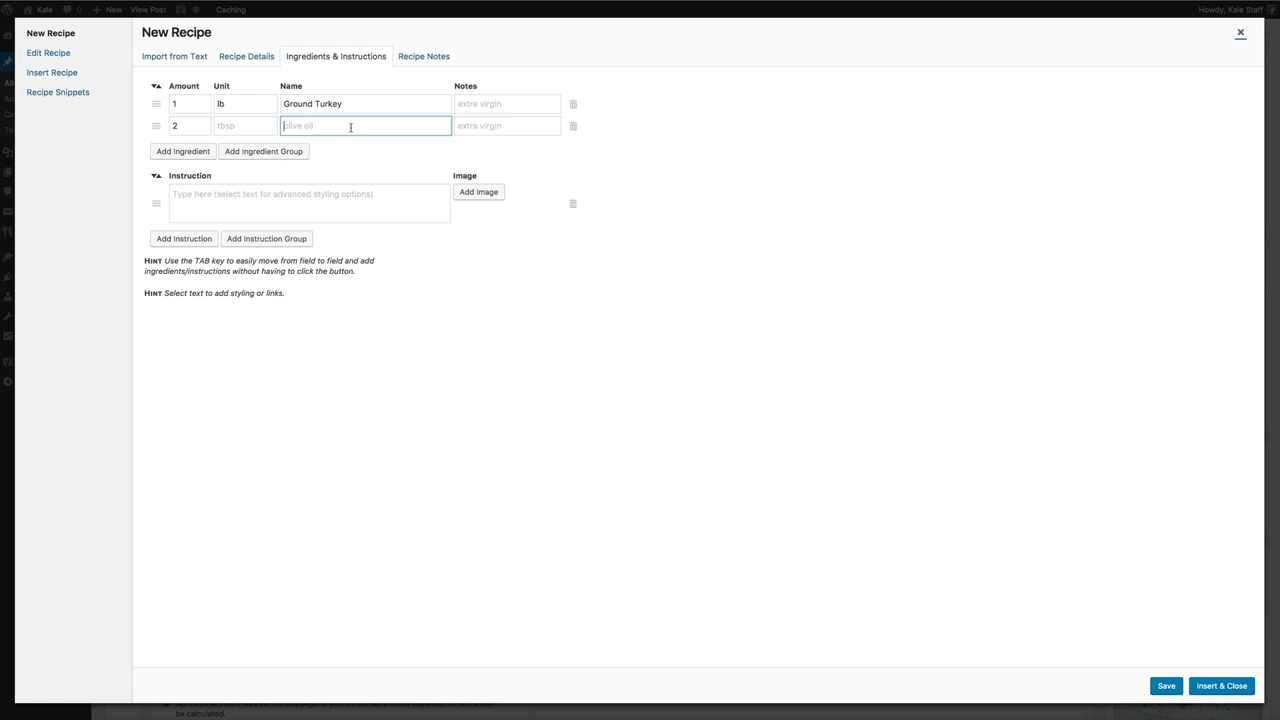 Kale 0 New View Post Caching Howdy, Kale Staff
New Recipe
Edit Recipe
Insert Recipe
Recipe Snippets
New Recipe
Import from Text Recipe Details Ingredients & Instructions Recipe Notes
Amount Unit Name Notes
1 lb Ground Turkey extra virgin
2 tbsp olive oil extra virgin
Add Ingredient Add Ingredient Group
Instruction Image
Type here (select text for advanced styling options) Add Image
Add Instruction Add Instruction Group
HINT Use the TAB key to easily move from field to field and add
ingredients/instructions without having to click the button.
HINT Select text to add styling or links.
Save Insert & Close
be calculated.